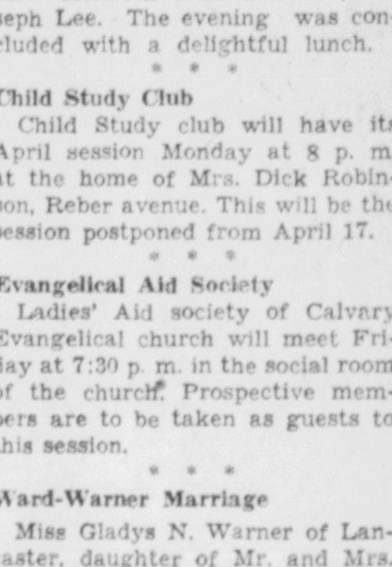 seph Lee. The evening was con-
cluded with a delightful lunch.
* * *
Child Study Club
Child Study club will have its
April session Monday at 8 p. m.
at the home of Mrs. Dick Robin-
son, Reber avenue. This will be the
session postponed from April 17.
* * *
Evangelical Aid Society
Ladies' Aid society of Calvary
Evangelical church will meet Fri-
day at 7:30 p. m. in the social room
of the church. Prospective mem-
bers are to be taken as guests to
this session.
* * *
Ward-Warner Marriage
Miss Gladys N. Warner of Lan-
caster, daughter of Mr. and Mrs.